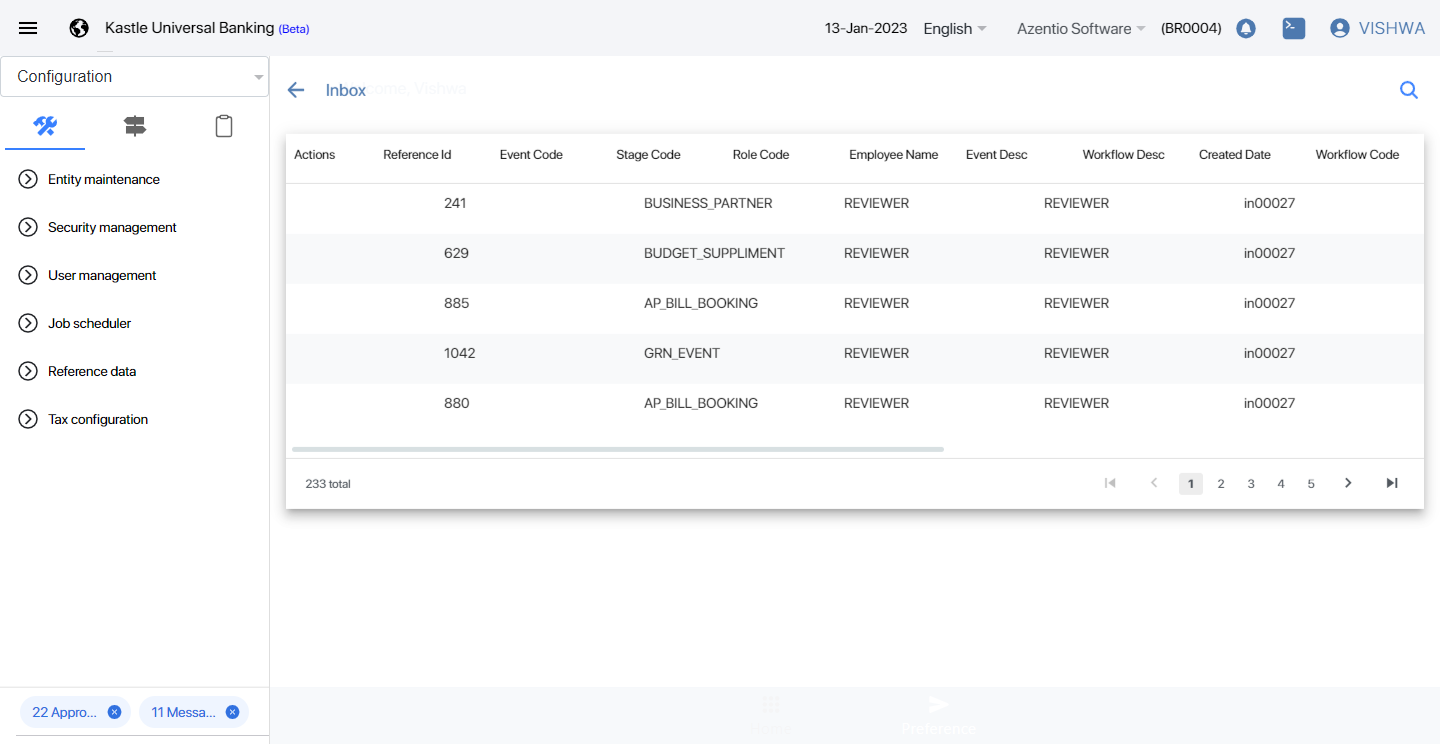 Kastle Universal Banking (Beta) 13-Jan-2023 English Azentio Software (BR0004) VISHWA
Configuration
Inbox come, Vishwa
Actions Reference Id Event Code Stage Code Role Code Employee Name Event Desc Workflow Desc Created Date Workflow Code
Entity maintenance
Security management
User management
Job scheduler
Reference data
Tax configuration
241 BUSINESS_PARTNER REVIEWER REVIEWER in00027
629 BUDGET_SUPPLIMENT REVIEWER REVIEWER in00027
885 AP_BILL_BOOKING REVIEWER REVIEWER in00027
1042 GRN_EVENT REVIEWER REVIEWER in00027
880 AP_BILL_BOOKING REVIEWER REVIEWER in00027
233 total 1 2 3 4 5
22 Appro... 11 Messa...
Preference